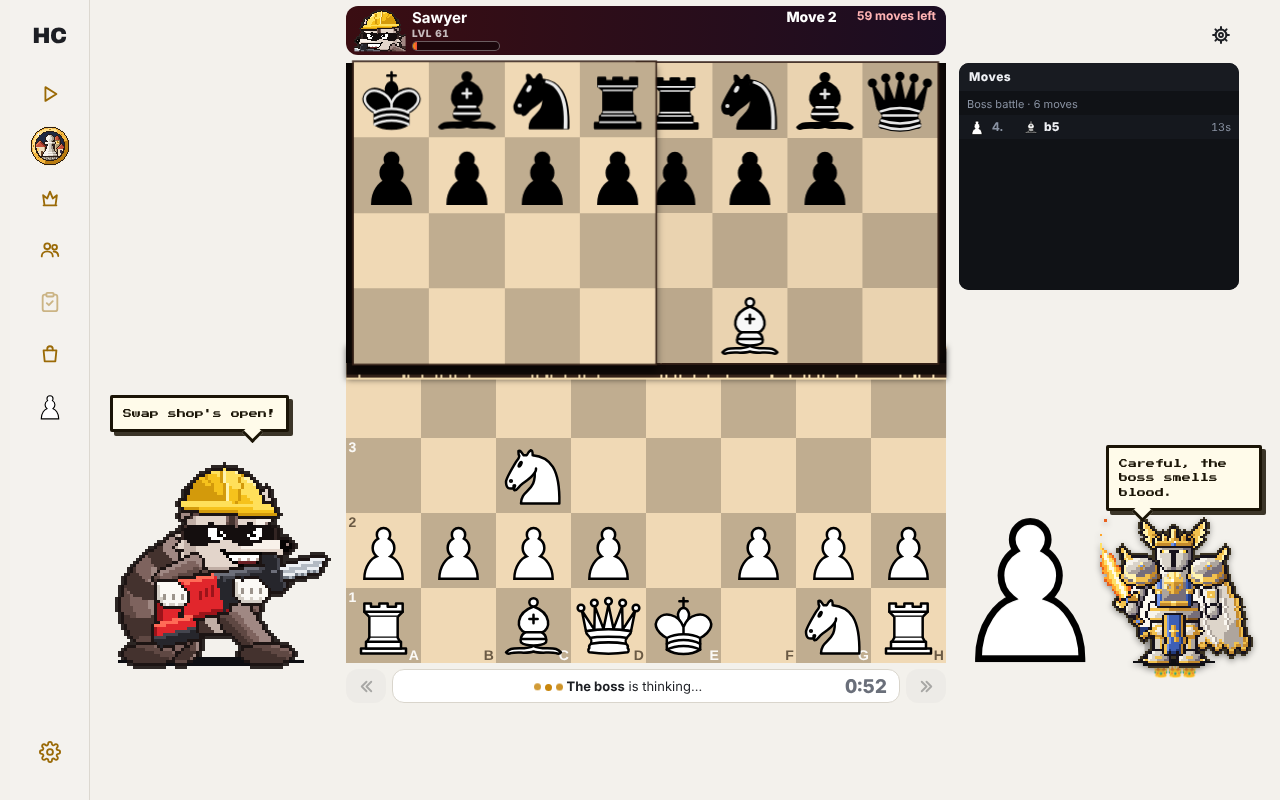 HC
Sawyer
LVL 61
Move 2
59 moves left
Moves
Boss battle · 6 moves
4. b5 13s
Swap shop's open!
Careful, the
boss smells
blood.
3
2
1
A B C D E F G H
The boss is thinking...
0:52